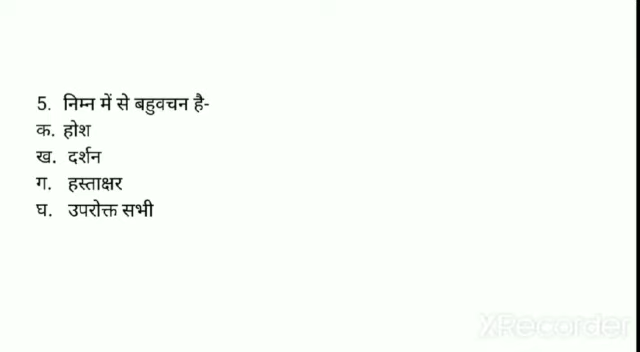 5. निम्न में से बहुवचन है-
क. होश
ख. दर्शन
ग. हस्ताक्षर
घ. उपरोक्त सभी
XRecorder